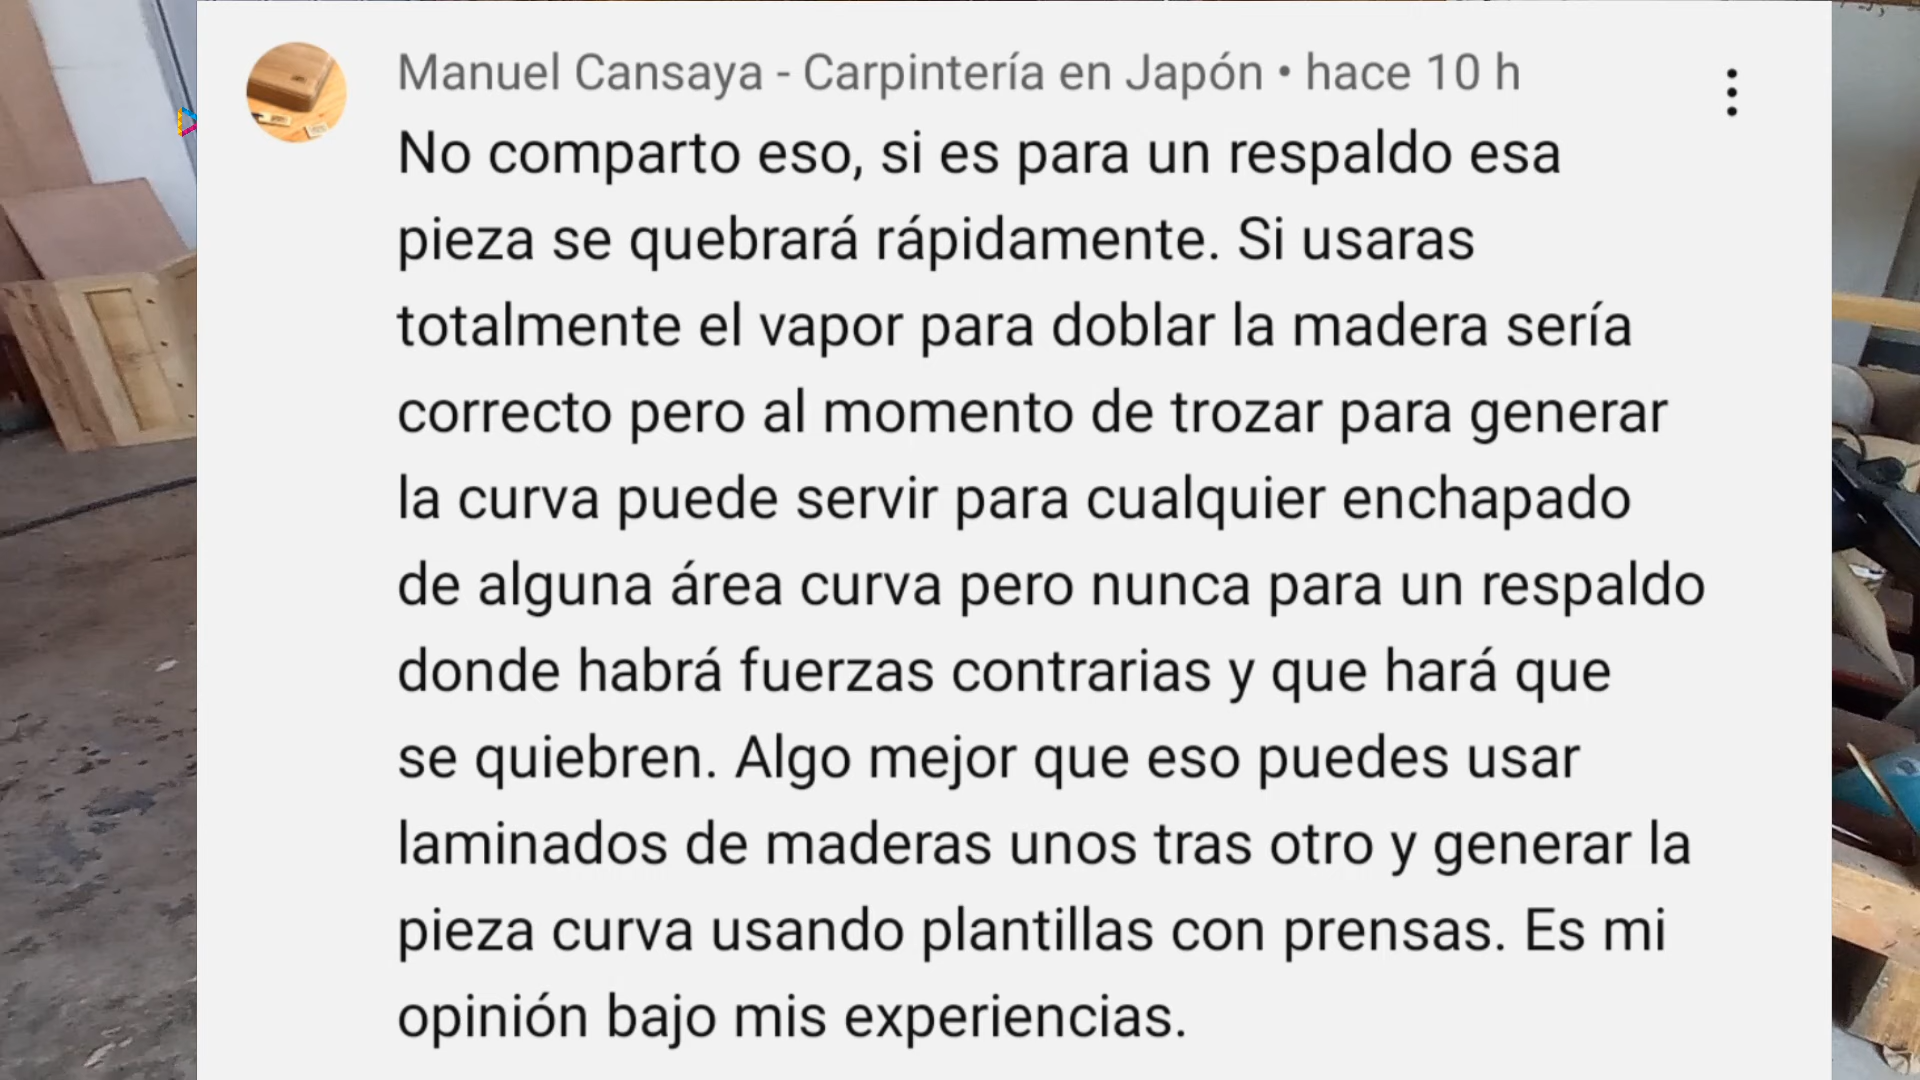 Manuel Cansaya - Carpintería en Japón • hace 10 h
No comparto eso, si es para un respaldo esa
pieza se quebrará rápidamente. Si usaras
totalmente el vapor para doblar la madera sería
correcto pero al momento de trozar para generar
la curva puede servir para cualquier enchapado
de alguna área curva pero nunca para un respaldo
donde habrá fuerzas contrarias y que hará que
se quiebren. Algo mejor que eso puedes usar
laminados de maderas unos tras otro y generar la
pieza curva usando plantillas con prensas. Es mi
opinión bajo mis experiencias.